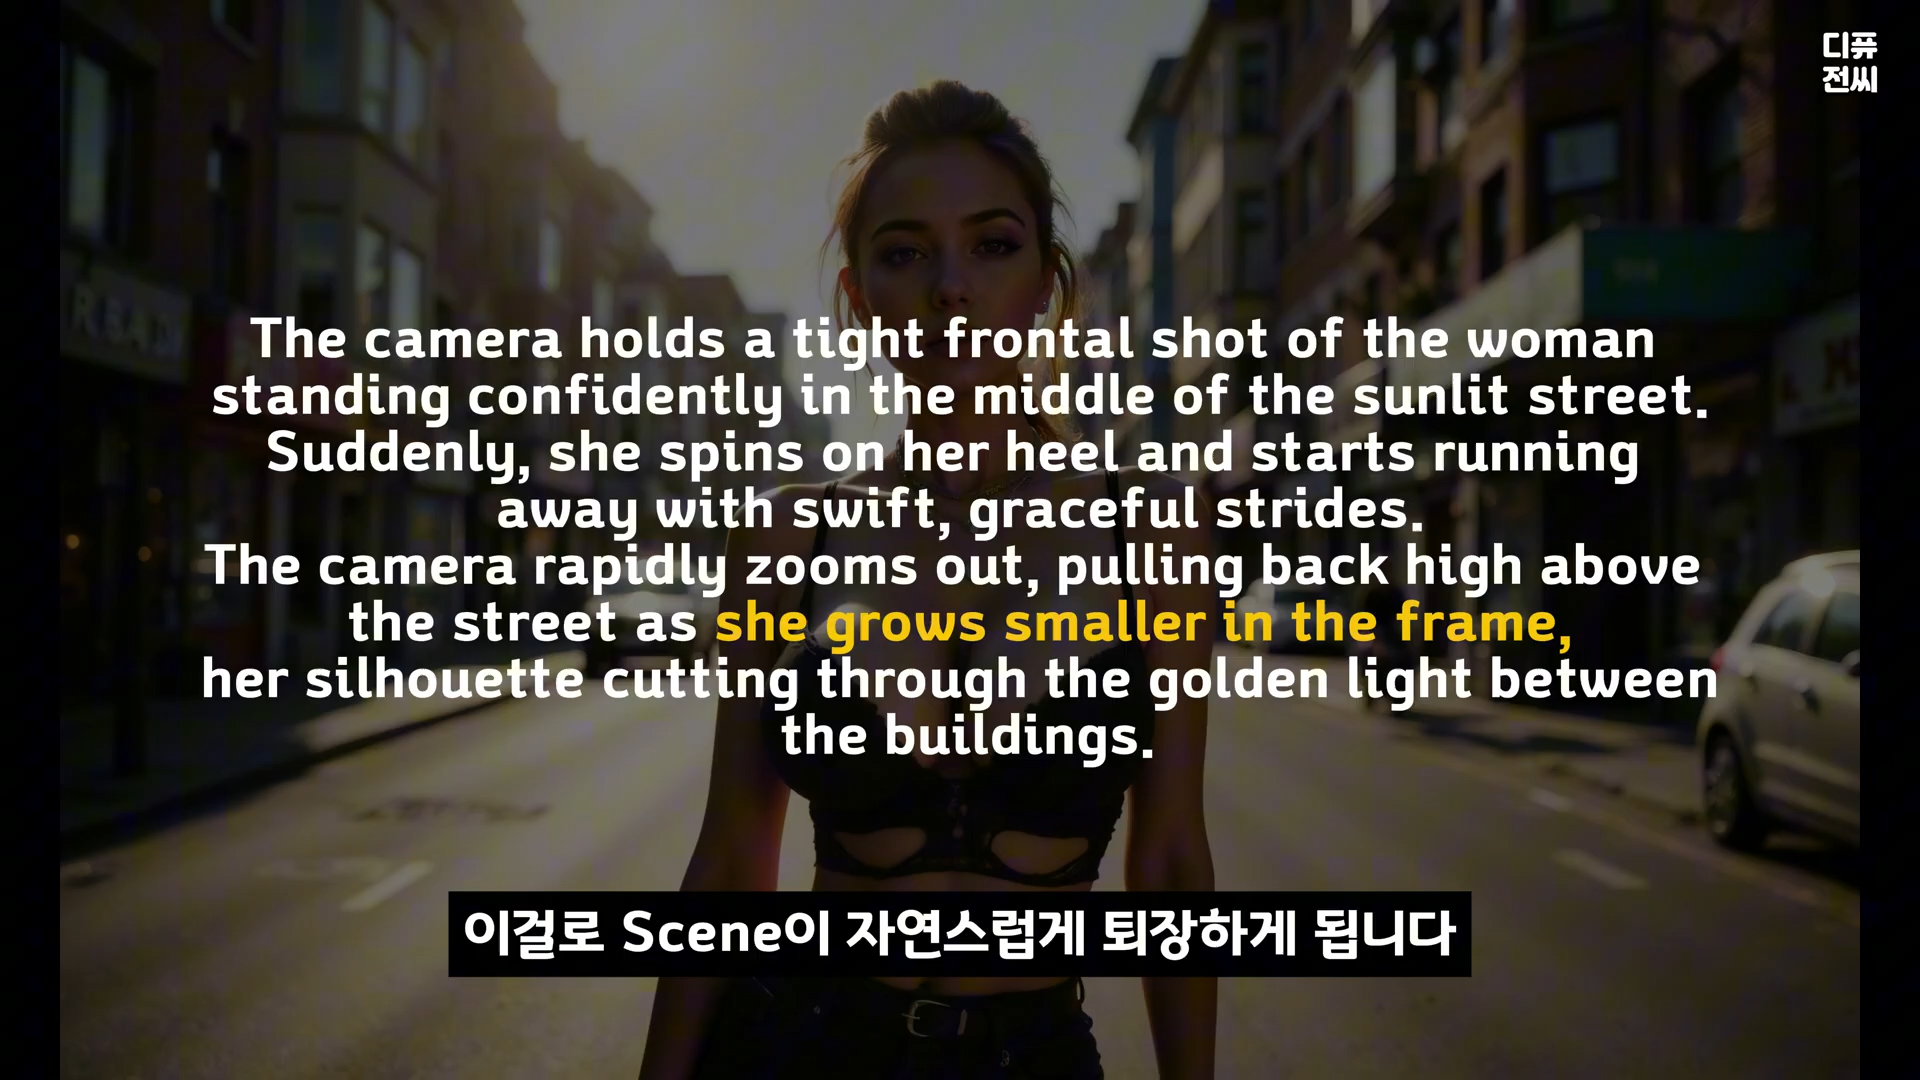 디퓨
전씨
The camera holds a tight frontal shot of the woman
standing confidently in the middle of the sunlit street.
Suddenly, she spins on her heel and starts running
away with swift, graceful strides.
The camera rapidly zooms out, pulling back high above
the street as she grows smaller in the frame,
her silhouette cutting through the golden light between
the buildings.
이걸로 Scene이 자연스럽게 퇴장하게 됩니다